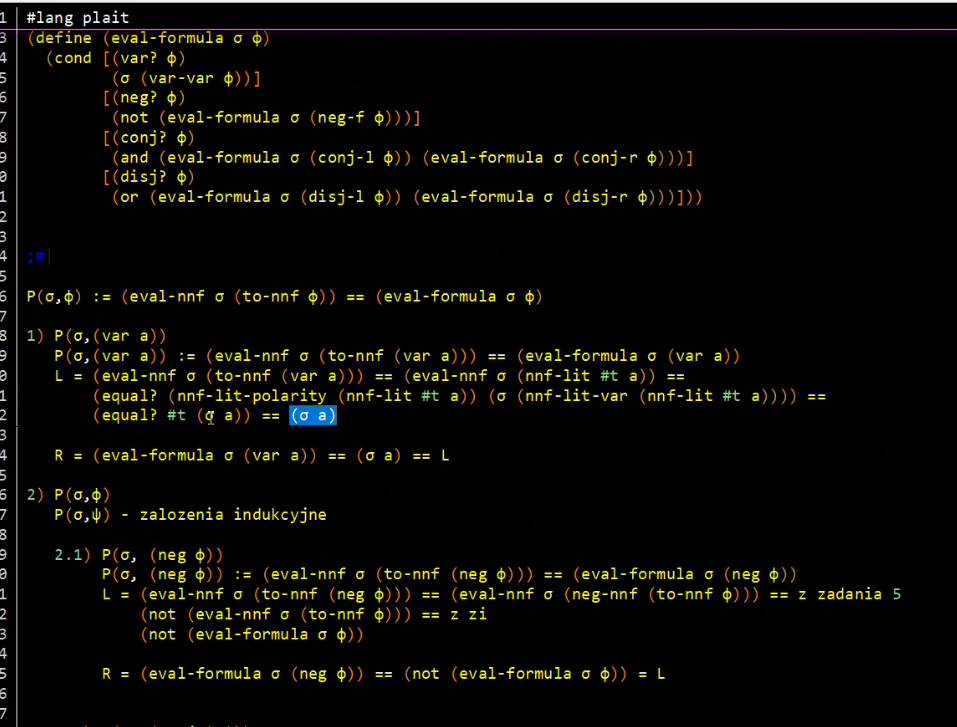 1 #lang plait
3 (define (eval-formula σ ϕ)
4 (cond [(var? ϕ)
5 (σ (var-var ϕ))]
6 [(neg? ϕ)
7 (not (eval-formula σ (neg-f ϕ)))]
8 [(conj? ϕ)
9 (and (eval-formula σ (conj-l ϕ)) (eval-formula σ (conj-r ϕ)))]
0 [(disj? ϕ)
1 (or (eval-formula σ (disj-l ϕ)) (eval-formula σ (disj-r ϕ)))]))
2
3
4 ;#
5
6 P(σ,ϕ) := (eval-nnf σ (to-nnf ϕ)) == (eval-formula σ ϕ)
7
8 1) P(σ,(var a))
9 P(σ,(var a)) := (eval-nnf σ (to-nnf (var a))) == (eval-formula σ (var a))
0 L = (eval-nnf σ (to-nnf (var a))) == (eval-nnf σ (nnf-lit #t a)) ==
1 (equal? (nnf-lit-polarity (nnf-lit #t a)) (σ (nnf-lit-var (nnf-lit #t a)))) ==
2 (equal? #t (σ a)) == (σ a)
3
4 R = (eval-formula σ (var a)) == (σ a) == L
5
6 2) P(σ,ϕ)
7 P(σ,ψ) - zalozenia indukcyjne
8
9 2.1) P(σ, (neg ϕ))
0 P(σ, (neg ϕ)) := (eval-nnf σ (to-nnf (neg ϕ))) == (eval-formula σ (neg ϕ))
1 L = (eval-nnf σ (to-nnf (neg ϕ))) == (eval-nnf σ (neg-nnf (to-nnf ϕ))) == z zadania 5
2 (not (eval-nnf σ (to-nnf ϕ))) == z zi
3 (not (eval-formula σ ϕ))
4
5 R = (eval-formula σ (neg ϕ)) == (not (eval-formula σ ϕ)) = L
6
7